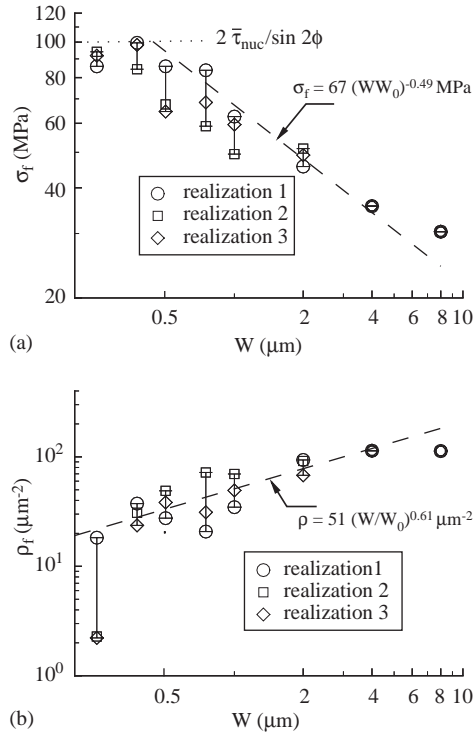 100
80
60
40
20
σf (MPa)
2 τ̄nuc/sin 2ϕ
σf = 67 (WW0)-0.49 MPa
realization 1
realization 2
realization 3
0.5 1 2 4 6 8 10
(a)
W (μm)
10²
10¹
10⁰
ρf (μm-2)
ρ = 51 (W/W0)0.61 μm-2
realization1
realization 2
realization 3
0.5 1 2 4 6 8 10
(b)
W (μm)